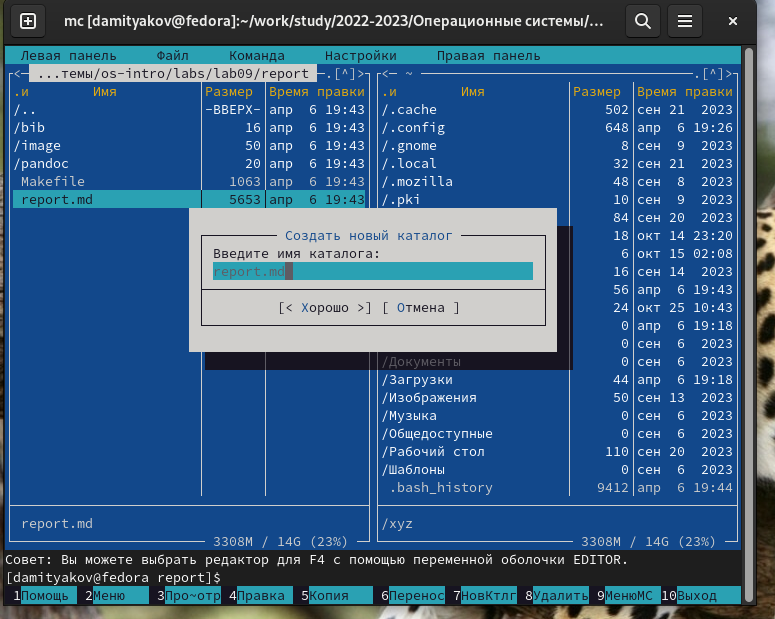 mc [damityakov@fedora]:~/work/study/2022-2023/Операционные системы/...
Левая панель Файл Команда Настройки Правая панель
<— ...темы/os-intro/labs/lab09/report .[^]>
.и Имя Размер Время правки
/.. -ВВЕРХ- апр 6 19:43
/bib 16 апр 6 19:43
/image 50 апр 6 19:43
/pandoc 20 апр 6 19:43
Makefile 1063 апр 6 19:43
report.md 5653 апр 6 19:43
report.md
3308M / 14G (23%)
<— ~ .[^]>
.и Имя Размер Время правки
/.cache 502 сен 21 2023
/.config 648 апр 6 19:26
/.gnome 8 сен 9 2023
/.local 32 сен 21 2023
/.mozilla 48 сен 8 2023
/.pki 10 сен 9 2023
84 сен 20 2023
18 окт 14 23:20
6 окт 15 02:08
16 сен 14 2023
56 апр 6 19:43
24 окт 25 10:43
0 апр 6 19:18
0 сен 6 2023
/Документы 0 сен 6 2023
/Загрузки 44 апр 6 19:18
/Изображения 50 сен 13 2023
/Музыка 0 сен 6 2023
/Общедоступные 0 сен 6 2023
/Рабочий стол 110 сен 20 2023
/Шаблоны 0 сен 6 2023
.bash_history 9412 апр 6 19:44
/xyz
3308M / 14G (23%)
Создать новый каталог
Введите имя каталога:
report.md
[< Хорошо >] [ Отмена ]
Совет: Вы можете выбрать редактор для F4 с помощью переменной оболочки EDITOR.
[damityakov@fedora report]$
1Помощь 2Меню 3Про~отр 4Правка 5Копия 6Перенос 7НовКтлг 8Удалить 9МенюMC 10Выход